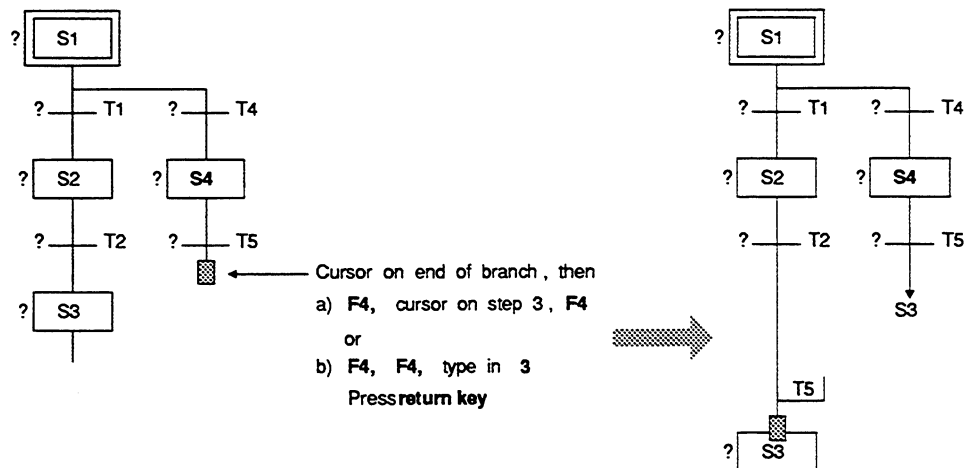 ? S1
? T1 ? T4
? S2 ? S4
? T2 ? T5
? S3
Cursor on end of branch , then
a) F4, cursor on step 3 , F4
or
b) F4, F4, type in 3
Press return key
? S1
? T1 ? T4
? S2 ? S4
? T2 ? T5
S3
T5
? S3